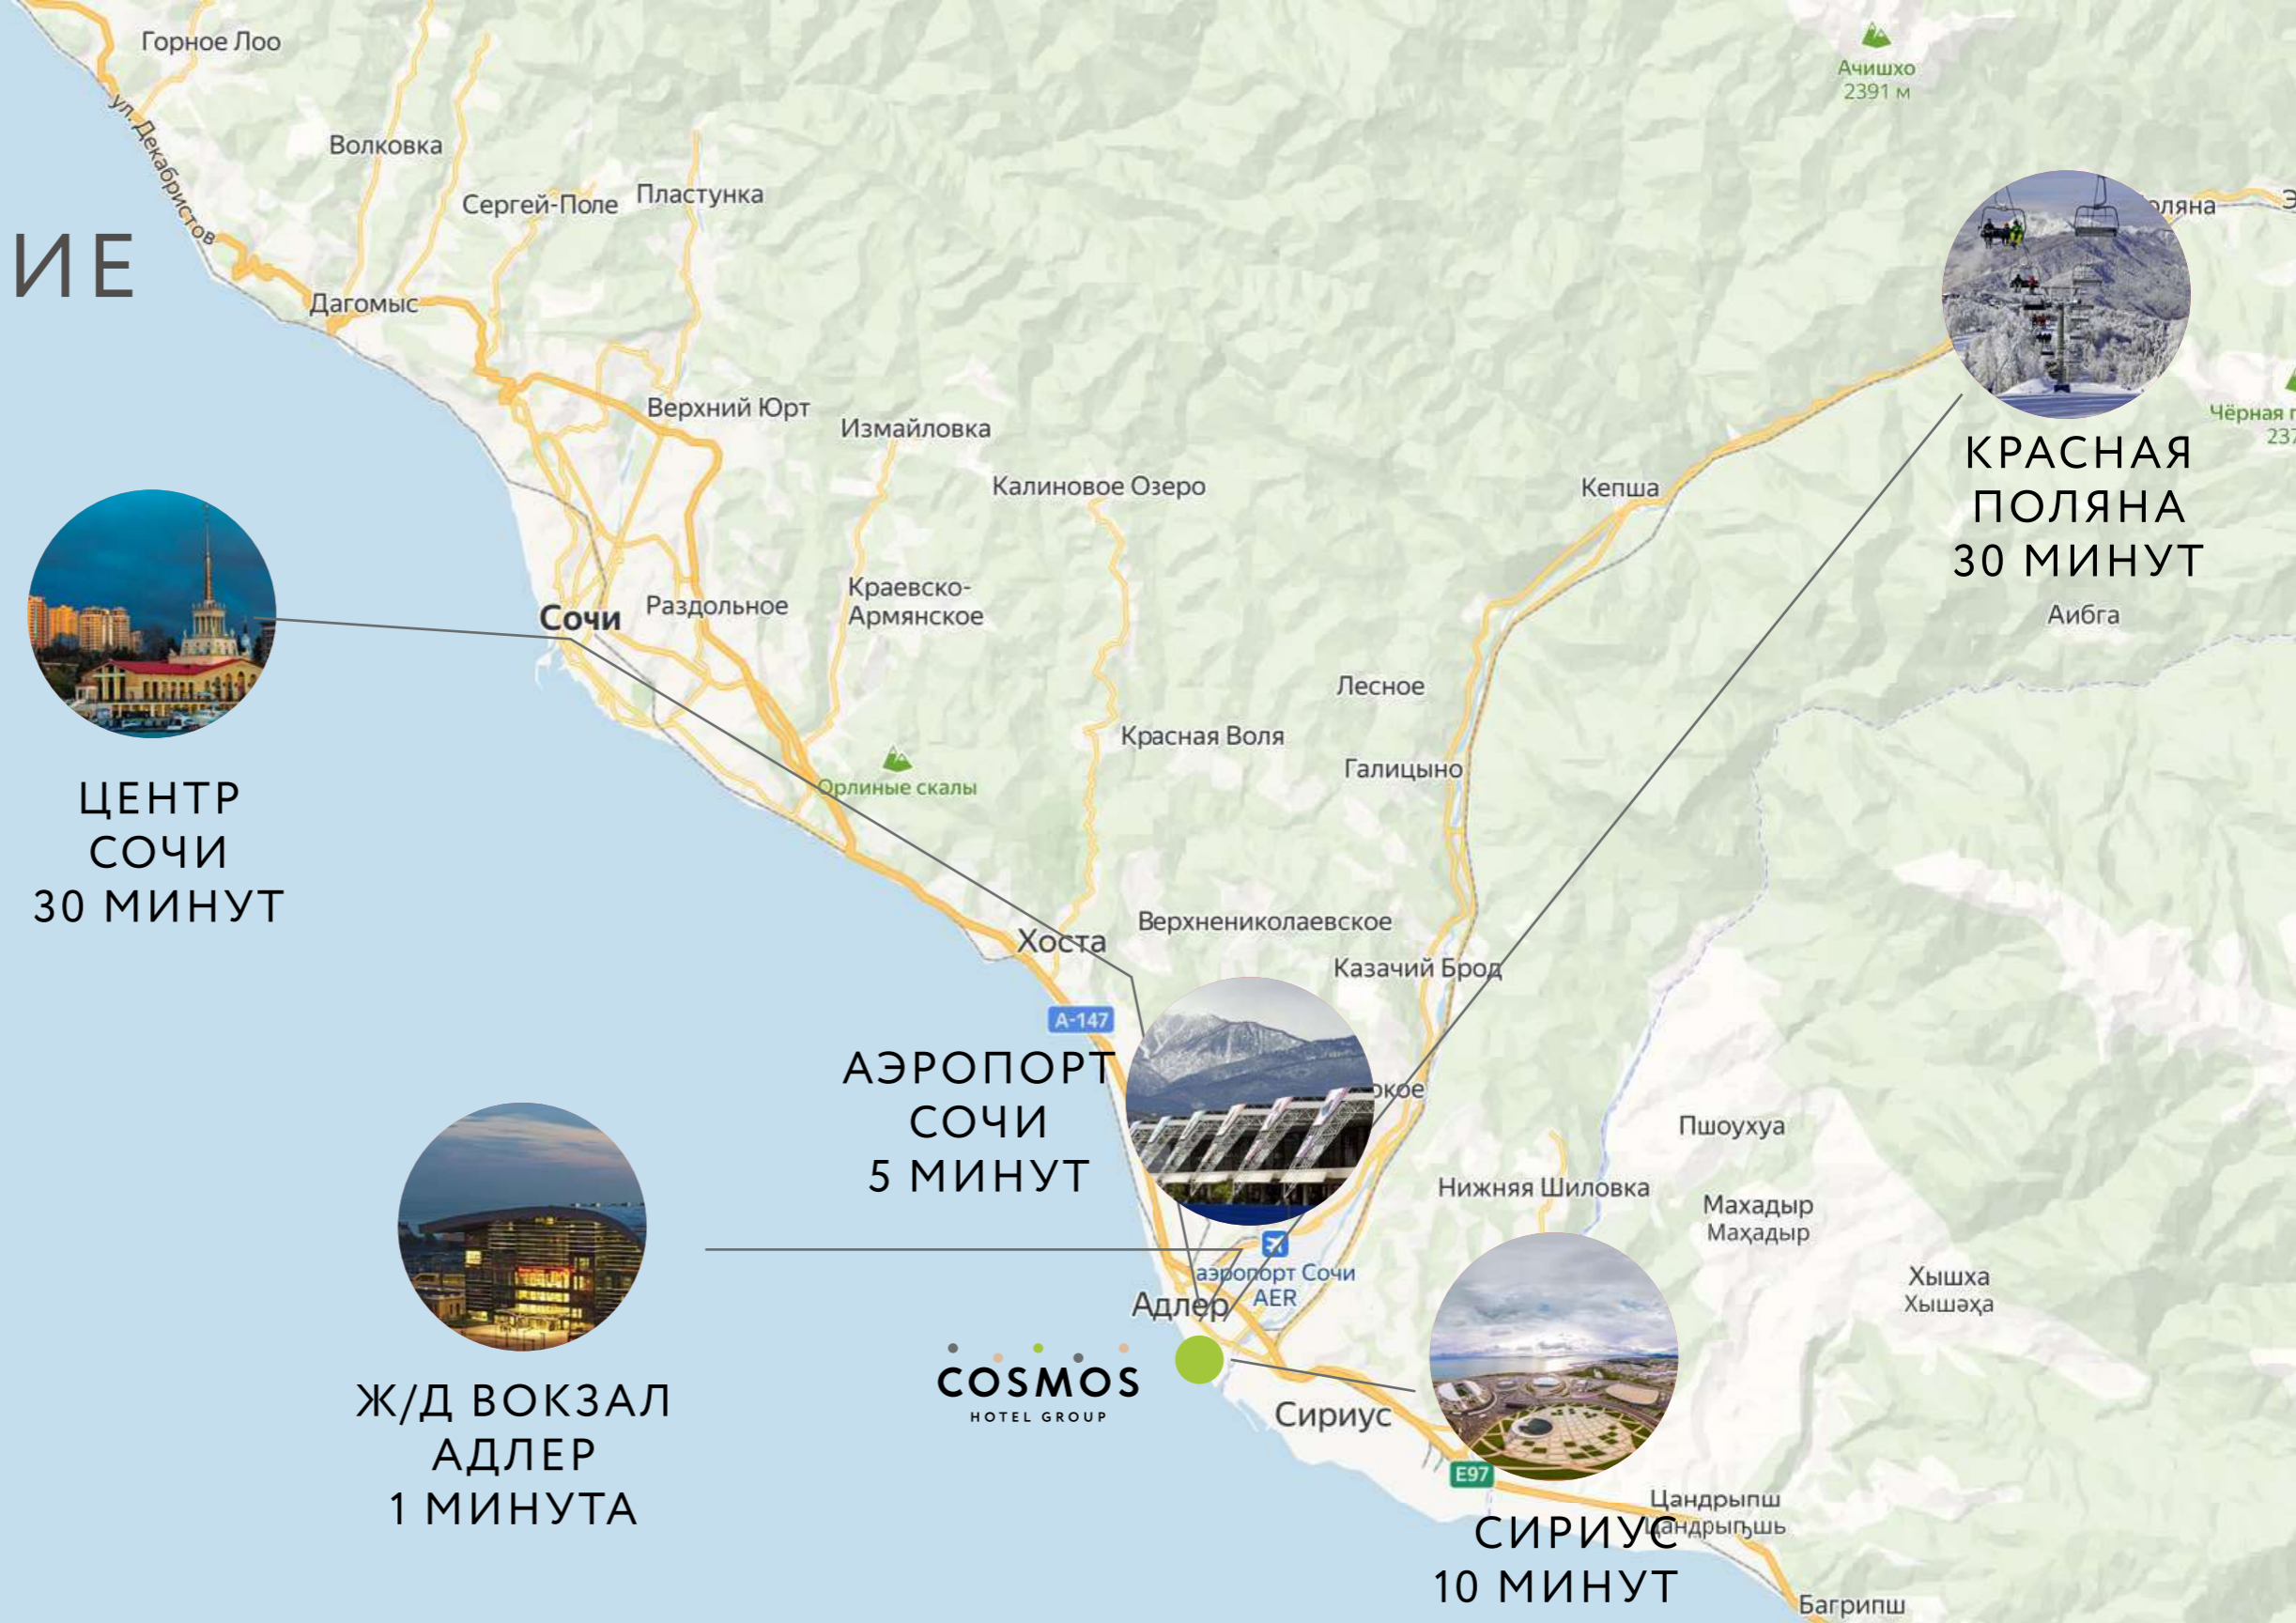 Горное Лоо
Ачишхо
2391 м
ул. Декабристов
Волковка
Сергей-Поле
Пластунка
ИЕ
Дагомыс
Верхний Юрт
Измайловка
Калиновое Озеро
Кепша
КРАСНАЯ
ПОЛЯНА
30 МИНУТ
Аибга
Сочи
Раздольное
Краевско-
Армянское
Лесное
Красная Воля
Галицыно
Орлиные скалы
ЦЕНТР
СОЧИ
30 МИНУТ
Верхнениколаевское
Хоста
Казачий Брод
А-147
АЭРОПОРТ
СОЧИ
5 МИНУТ
Пшоухуа
Нижняя Шиловка
Махадыр
Маҳадыр
Хышха
Хышәҳа
аэропорт Сочи
AER
Адлер
COSMOS
HOTEL GROUP
Сириус
Ж/Д ВОКЗАЛ
АДЛЕР
1 МИНУТА
E97
Цандрыпш
СИРИУС
10 МИНУТ
Багрипш